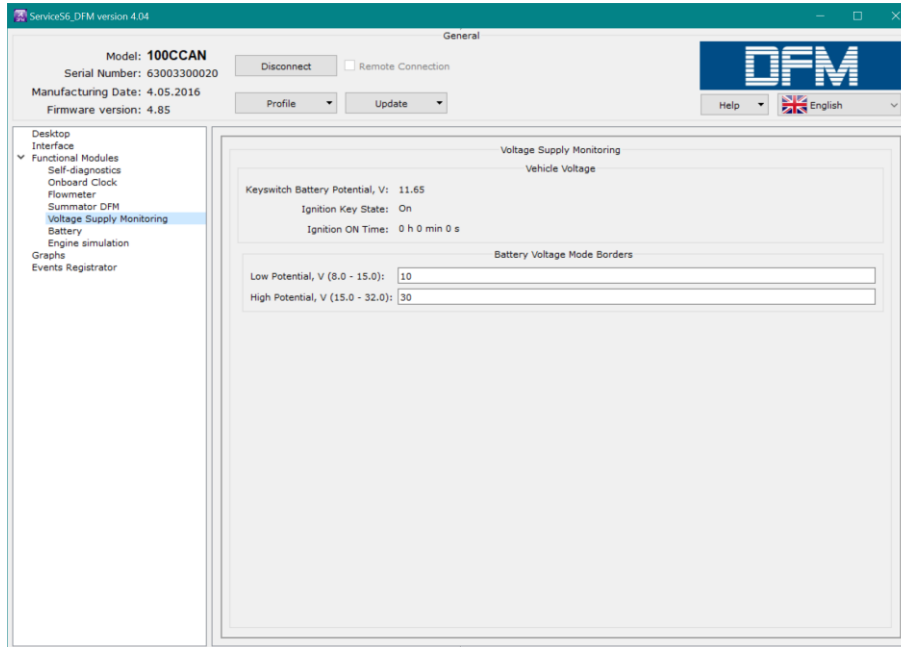 ServiceS6_DFM version 4.04
General
Model: 100CCAN
Serial Number: 63003300020
Manufacturing Date: 4.05.2016
Firmware version: 4.85
Disconnect
Remote Connection
Profile
Update
DFM
Help
English
Desktop
Interface
Functional Modules
Self-diagnostics
Onboard Clock
Flowmeter
Summator DFM
Voltage Supply Monitoring
Battery
Engine simulation
Graphs
Events Registrator
Voltage Supply Monitoring
Vehicle Voltage
Keyswitch Battery Potential, V: 11.65
Ignition Key State: On
Ignition ON Time: 0 h 0 min 0 s
Battery Voltage Mode Borders
Low Potential, V (8.0 - 15.0): 10
High Potential, V (15.0 - 32.0): 30